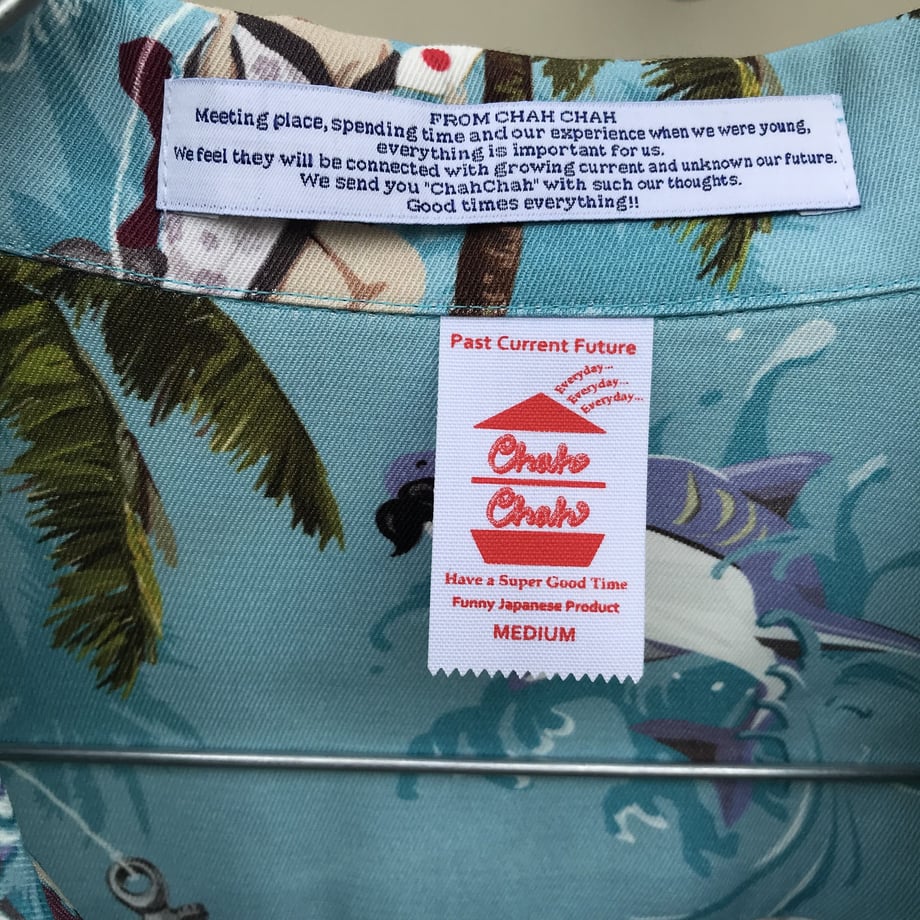 FROM CHAH CHAH
Meeting place, spending time and our experience when we were young,
everything is important for us.
We feel they will be connected with growing current and unknown our future.
We send you "ChahChah" with such our thoughts.
Good times everything!!
Past Current Future
Everyday...
Everyday...
Everyday...
Chah
Chah
Have a Super Good Time
Funny Japanese Product
MEDIUM